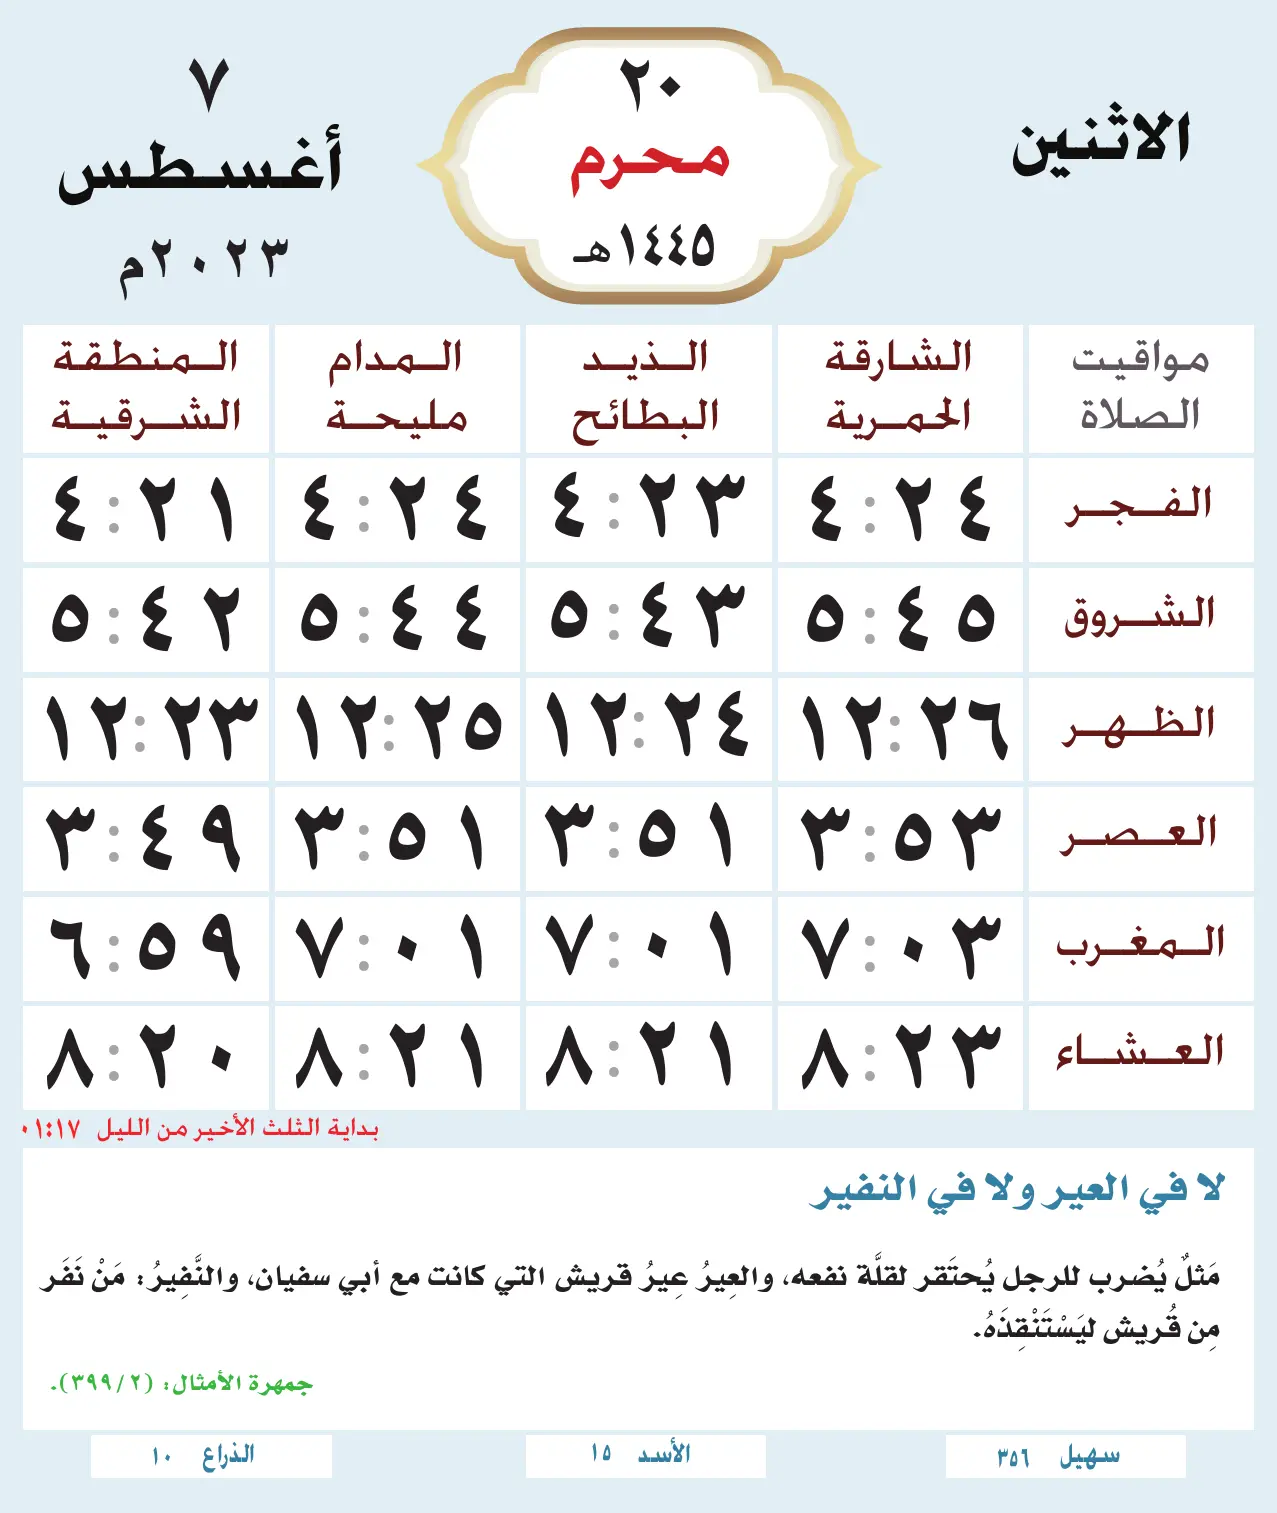 الاثنين
٢٠
محرم
١٤٤٥هـ
٧
أغسطس
٢٠٢٣م
مواقيت الصلاة
الشارقة الحمرية
الذيد البطائح
المدام مليحة
المنطقة الشرقية
الفجر ٤:٢٤ ٤:٢٣ ٤:٢٤ ٤:٢١
الشروق ٥:٤٥ ٥:٤٣ ٥:٤٤ ٥:٤٢
الظهر ١٢:٢٦ ١٢:٢٤ ١٢:٢٥ ١٢:٢٣
العصر ٣:٥٣ ٣:٥١ ٣:٥١ ٣:٤٩
المغرب ٧:٠٣ ٧:٠١ ٧:٠١ ٦:٥٩
العشاء ٨:٢٣ ٨:٢١ ٨:٢١ ٨:٢٠
بداية الثلث الأخير من الليل ٠١:١٧
لا في العير ولا في النفير
مَثلٌ يُضرب للرجل يُحتَقر لقلَّة نفعه، والعِيرُ عِيرُ قريش التي كانت مع أبي سفيان، والنَّفِيرُ: مَنْ نَفَر
مِن قُريش ليَسْتَنْقِذَهُ.
جمهرة الأمثال: (٢/٣٩٩).
سهيل ٣٥٦
الأسد ١٥
الذراع ١٠